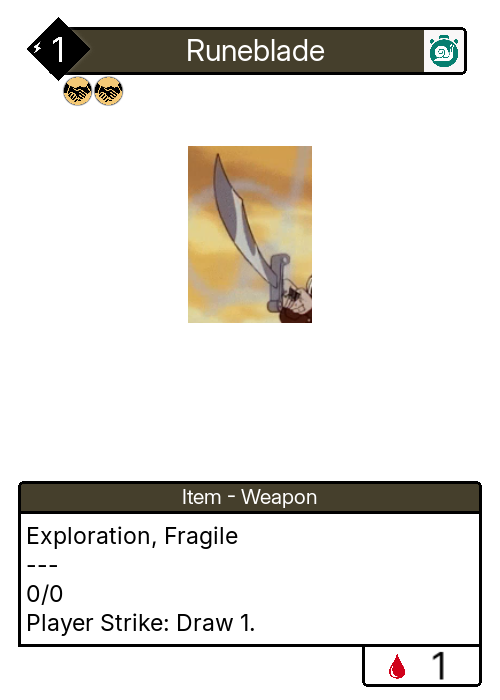 1
Runeblade
Item - Weapon
Exploration, Fragile
---
0/0
Player Strike: Draw 1.
1